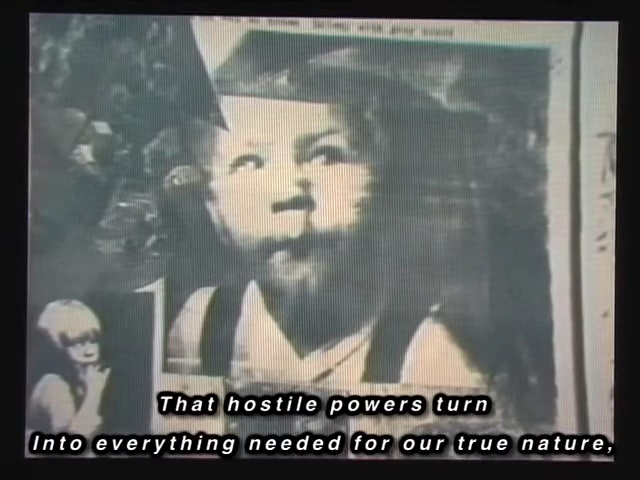 That hostile powers turn
Into everything needed for our true nature,